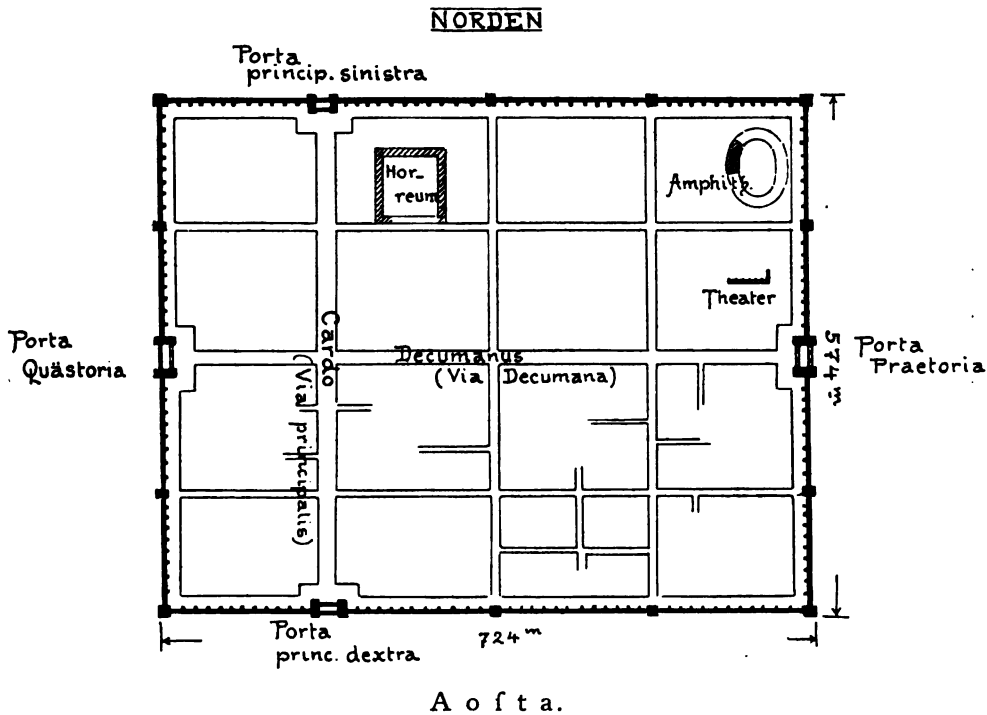 NORDEN
Porta
princip. sinistra
Hor-
reum
Amphith.
Theater
Porta
Quästoria
Cardo
(Via principalis)
Decumanus
(Via Decumana)
574 m
Porta
Praetoria
Porta
princ. dextra
724 m
Aoſta.